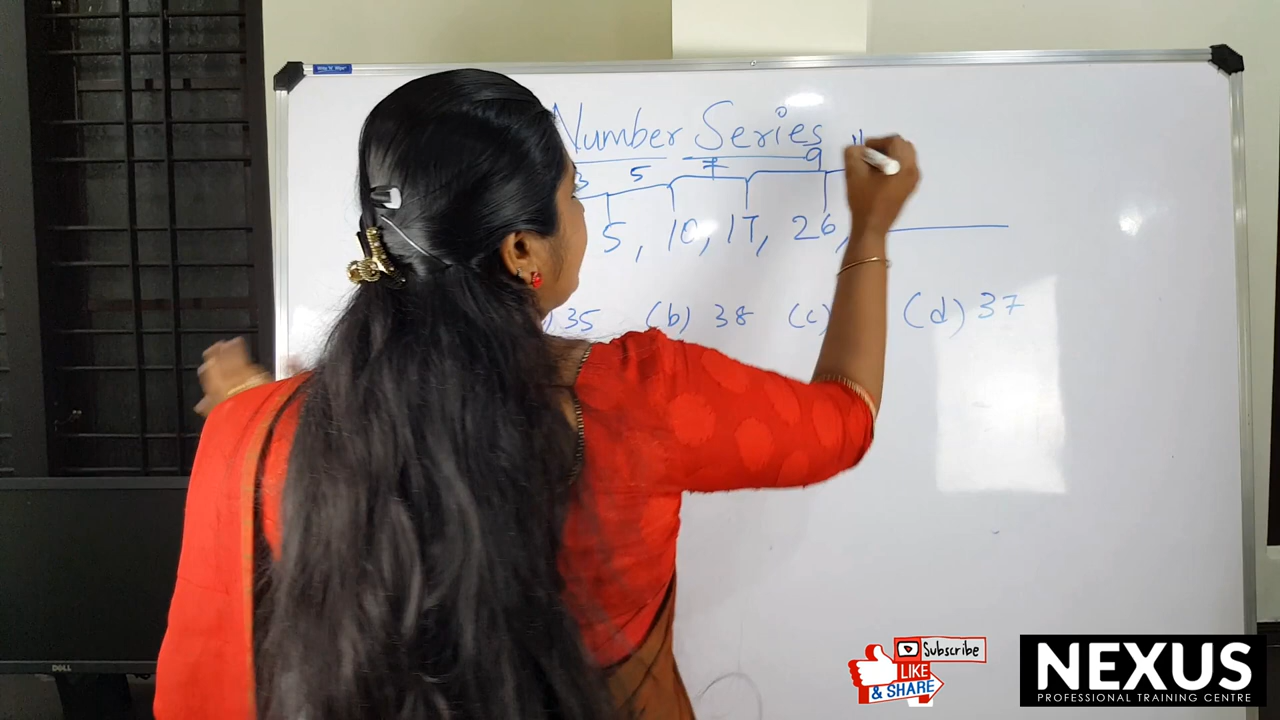 Number Series
3 5 7 9 11
5, 10, 17, 26,
35 (b) 38 (c) (d) 37
Subscribe
LIKE
& SHARE
NEXUS
PROFESSIONAL TRAINING CENTRE
DELL